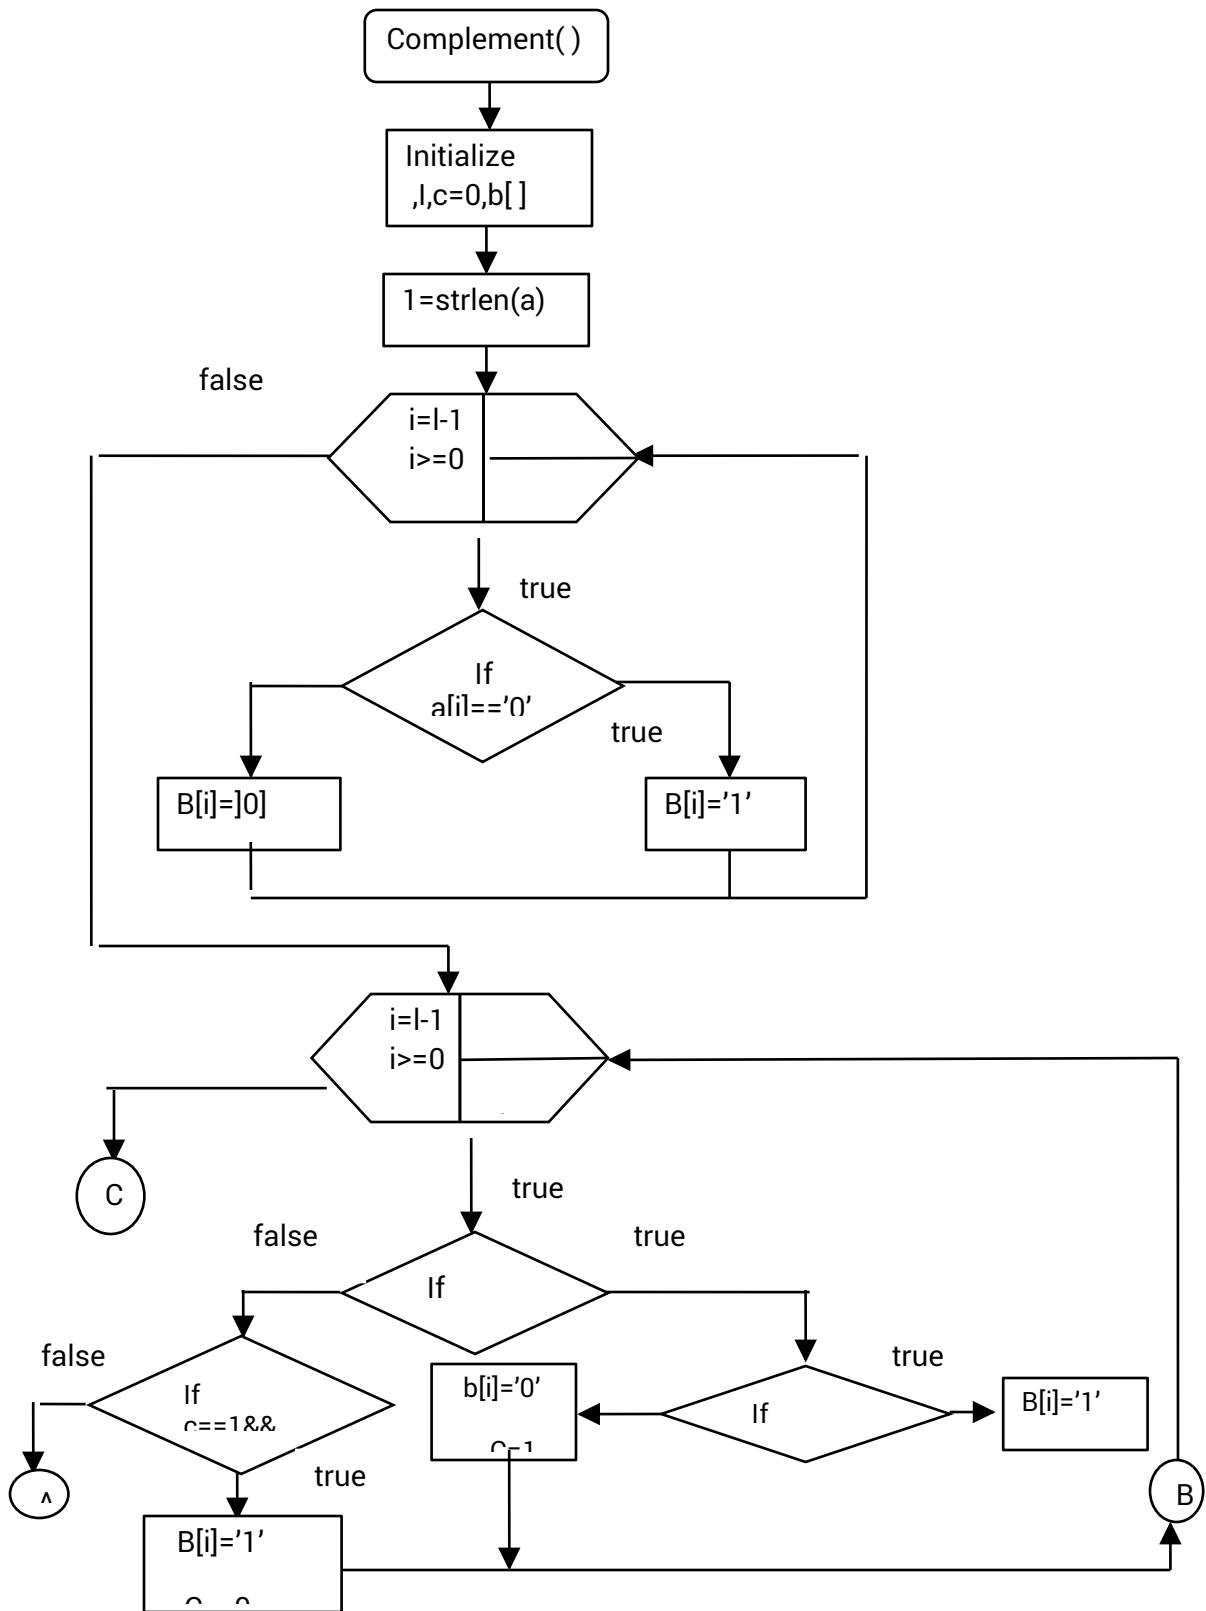 Complement( )
Initialize
,l,c=0,b[ ]
1=strlen(a)
false
i=l-1
i>=0
true
If
a[i]=='0'
true
B[i]=]0]
B[i]='1'
i=l-1
i>=0
C
true
false
true
If
false
true
If
c==1&&
b[i]='0'
C=1
If
B[i]='1'
true
B
B[i]='1'